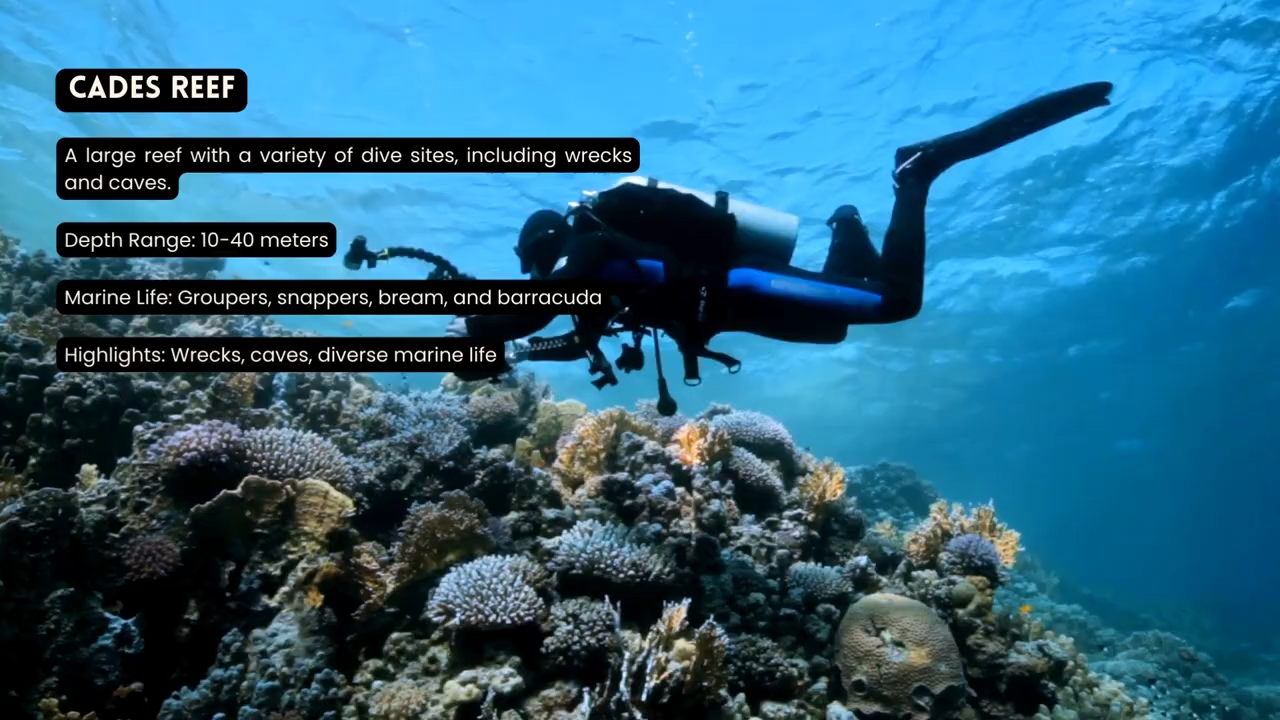 CADES REEF
A large reef with a variety of dive sites, including wrecks
and caves.
Depth Range: 10-40 meters
Marine Life: Groupers, snappers, bream, and barracuda
Highlights: Wrecks, caves, diverse marine life